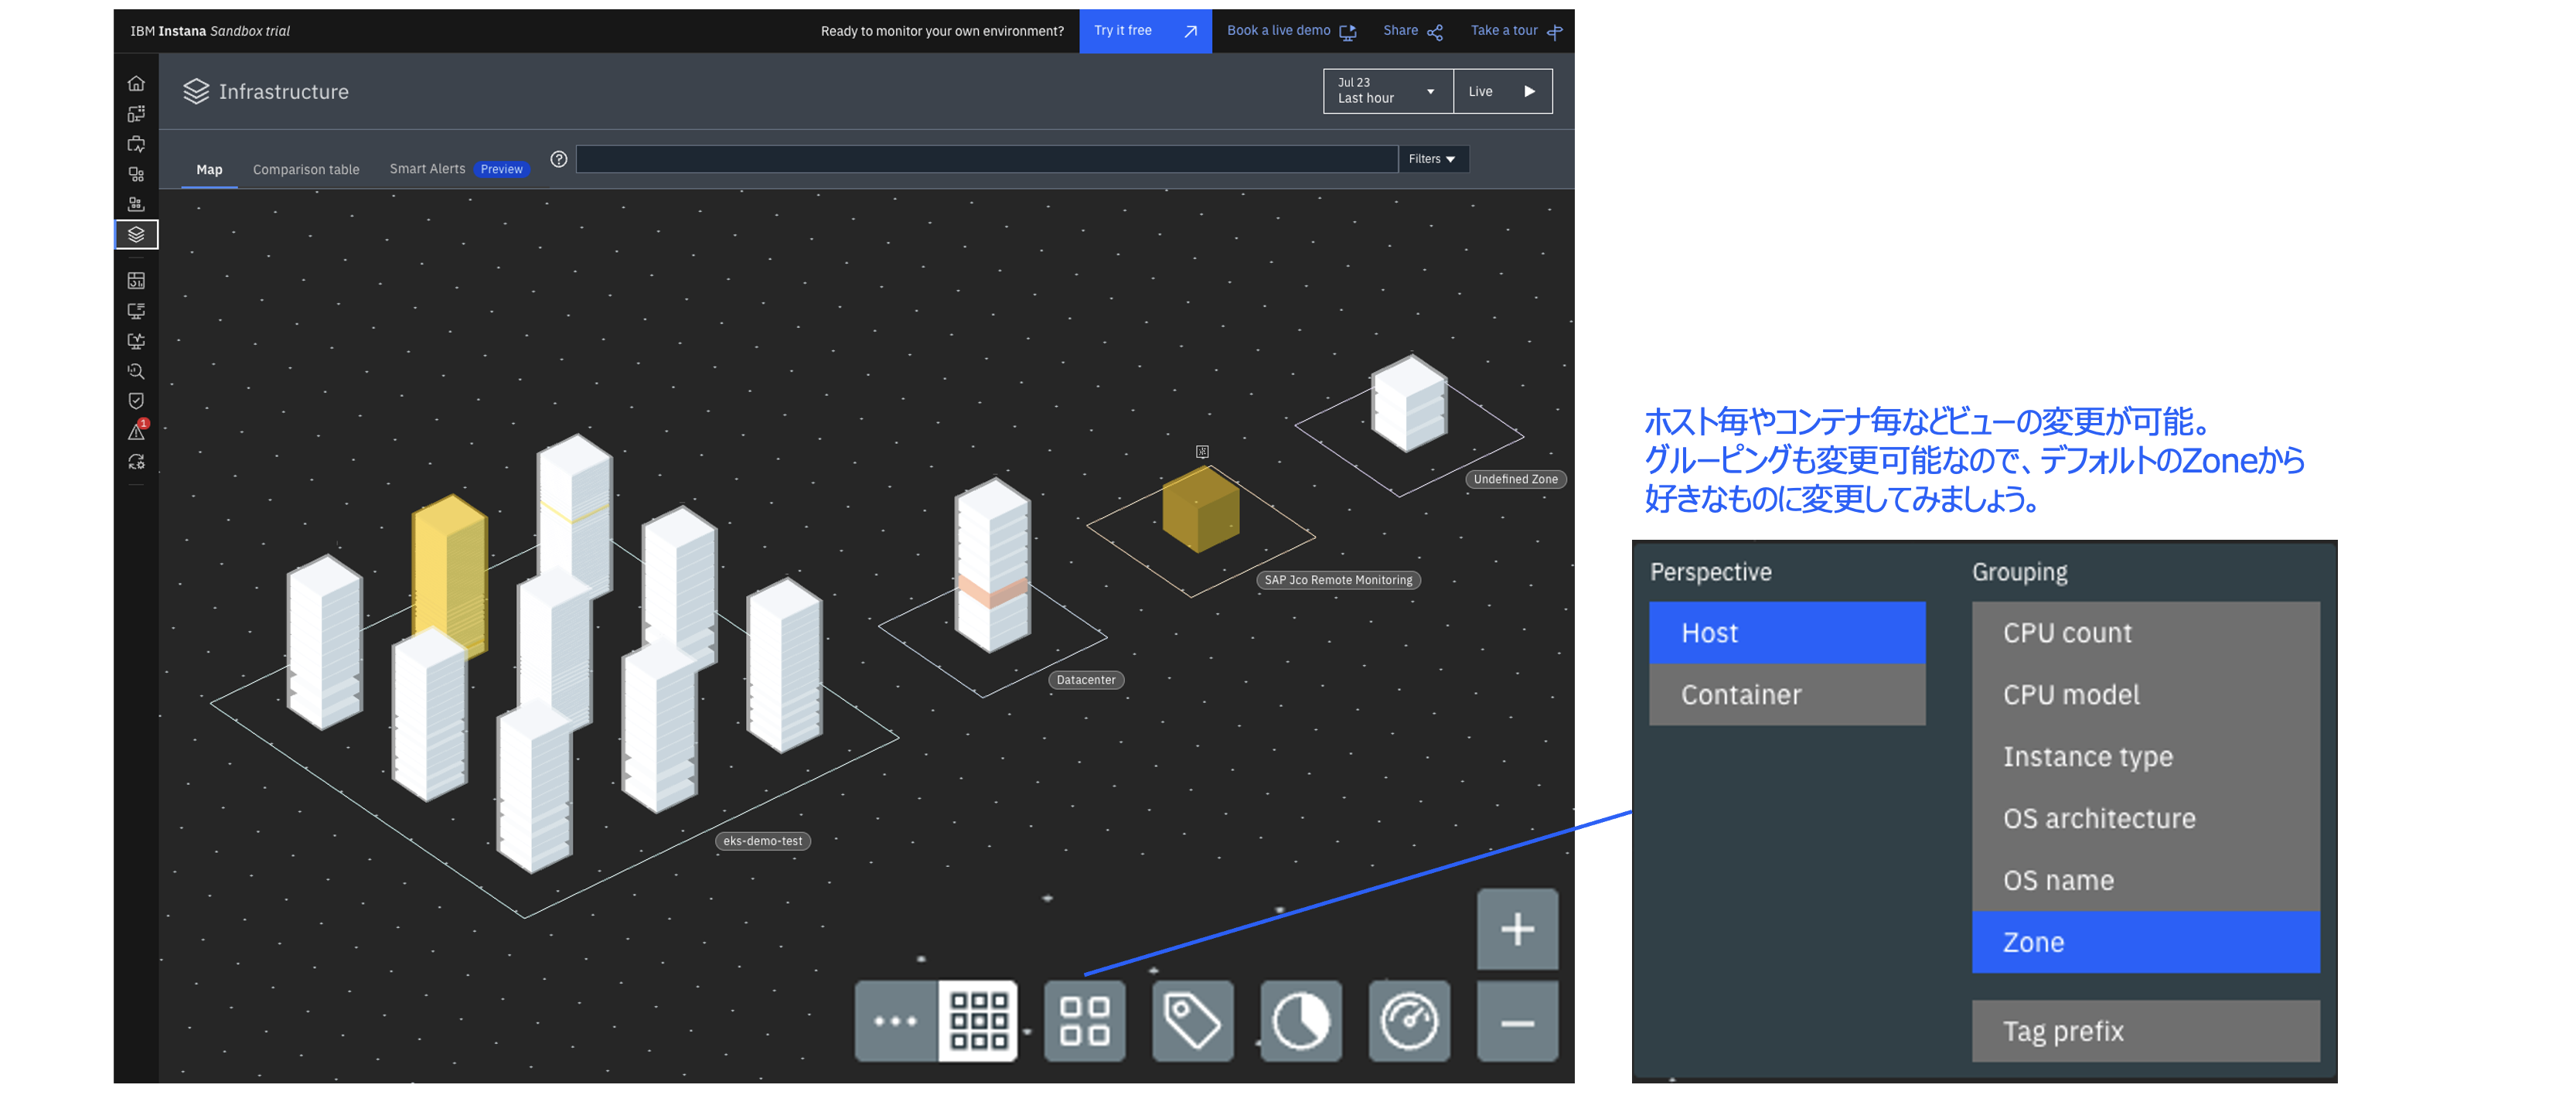 IBM Instana Sandbox trial
Ready to monitor your own environment?
Try it free
Book a live demo
Share
Take a tour
Infrastructure
Jul 23
Last hour
Live
Map
Comparison table
Smart Alerts
Preview
?
Filters
1
Undefined Zone
SAP Jco Remote Monitoring
Datacenter
eks-demo-test
ホスト毎やコンテナ毎などビューの変更が可能。
グルーピングも変更可能なので、デフォルトのZoneから
好きなものに変更してみましょう。
Perspective
Host
Container
Grouping
CPU count
CPU model
Instance type
OS architecture
OS name
Zone
Tag prefix